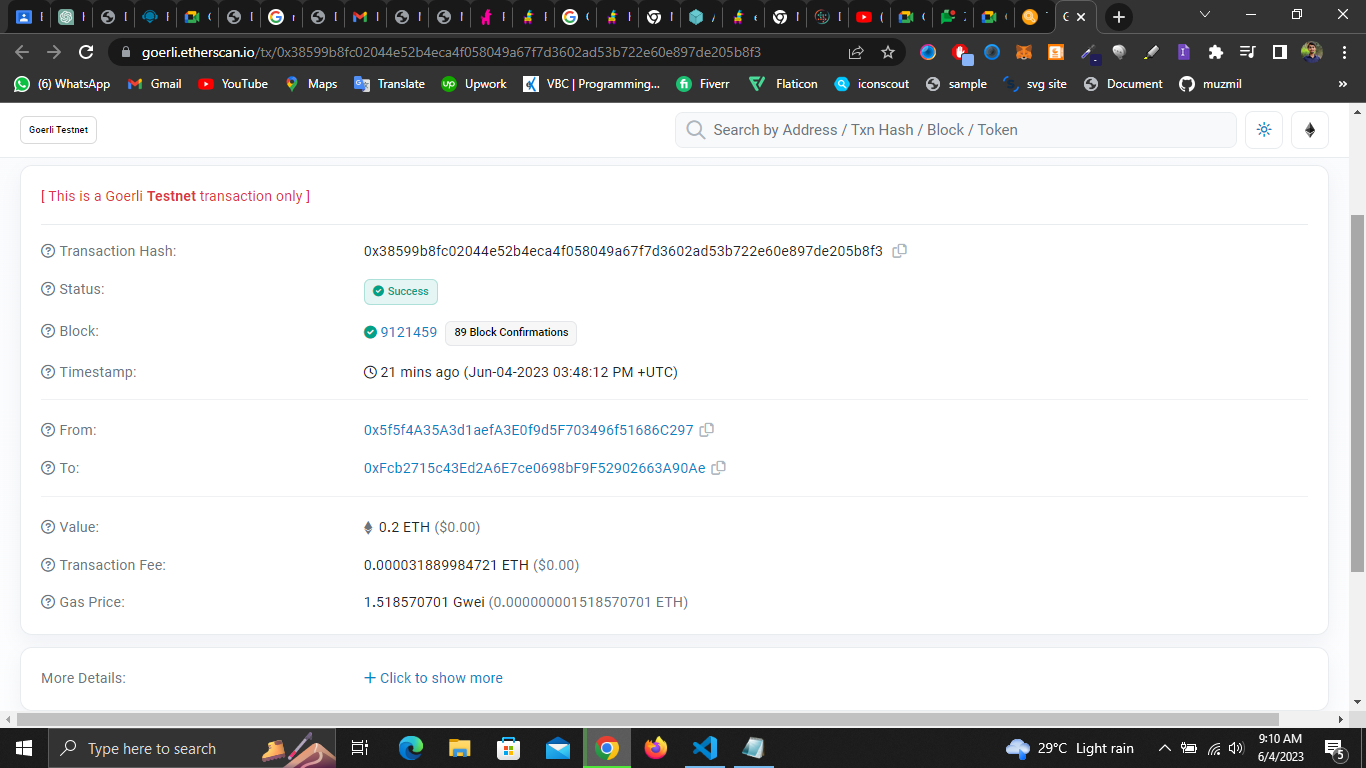 goerli.etherscan.io/tx/0x38599b8fc02044e52b4eca4f058049a67f7d3602ad53b722e60e897de205b8f3
(6) WhatsApp Gmail YouTube Maps Translate Upwork VBC | Programming... Fiverr Flaticon iconscout sample svg site Document muzmil »
Goerli Testnet Search by Address / Txn Hash / Block / Token
[ This is a Goerli Testnet transaction only ]
Transaction Hash: 0x38599b8fc02044e52b4eca4f058049a67f7d3602ad53b722e60e897de205b8f3
Status: Success
Block: 9121459 89 Block Confirmations
Timestamp: 21 mins ago (Jun-04-2023 03:48:12 PM +UTC)
From: 0x5f5f4A35A3d1aefA3E0f9d5F703496f51686C297
To: 0xFcb2715c43Ed2A6E7ce0698bF9F52902663A90Ae
Value: 0.2 ETH ($0.00)
Transaction Fee: 0.000031889984721 ETH ($0.00)
Gas Price: 1.518570701 Gwei (0.000000001518570701 ETH)
More Details: + Click to show more
Type here to search 29°C Light rain 9:10 AM
6/4/2023 5